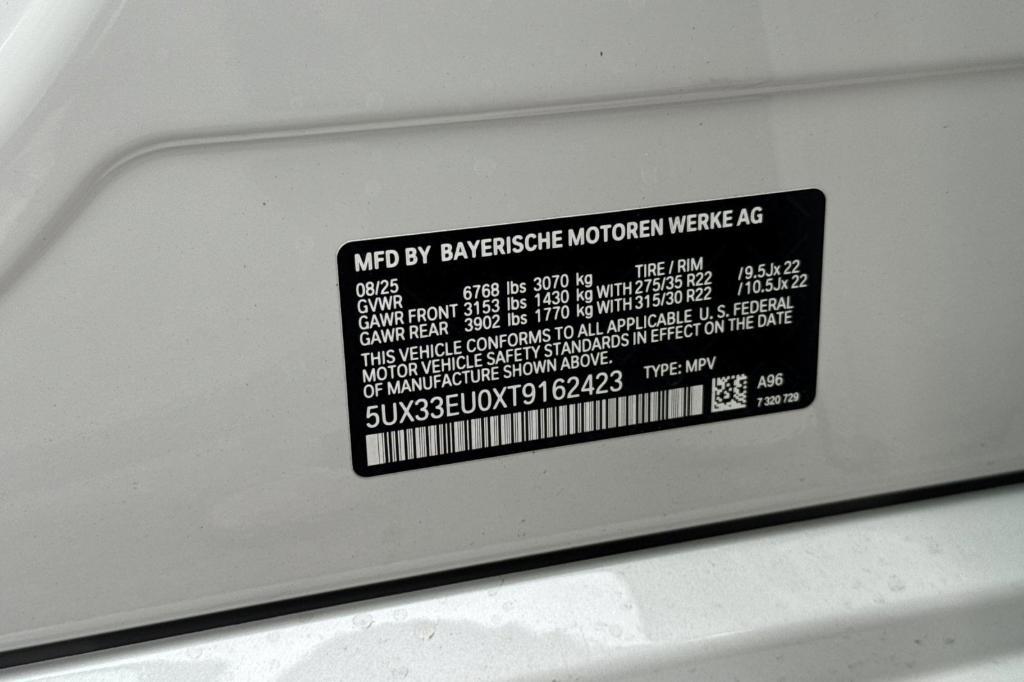 MFD BY BAYERISCHE MOTOREN WERKE AG
08/25 TIRE / RIM
GVWR 6768 lbs 3070 kg
GAWR FRONT 3153 lbs 1430 kg WITH 275/35 R22 /9.5Jx 22
GAWR REAR 3902 lbs 1770 kg WITH 315/30 R22 /10.5Jx 22
THIS VEHICLE CONFORMS TO ALL APPLICABLE U. S. FEDERAL
MOTOR VEHICLE SAFETY STANDARDS IN EFFECT ON THE DATE
OF MANUFACTURE SHOWN ABOVE.
5UX33EU0XT9162423 TYPE: MPV
A96
7 320 729